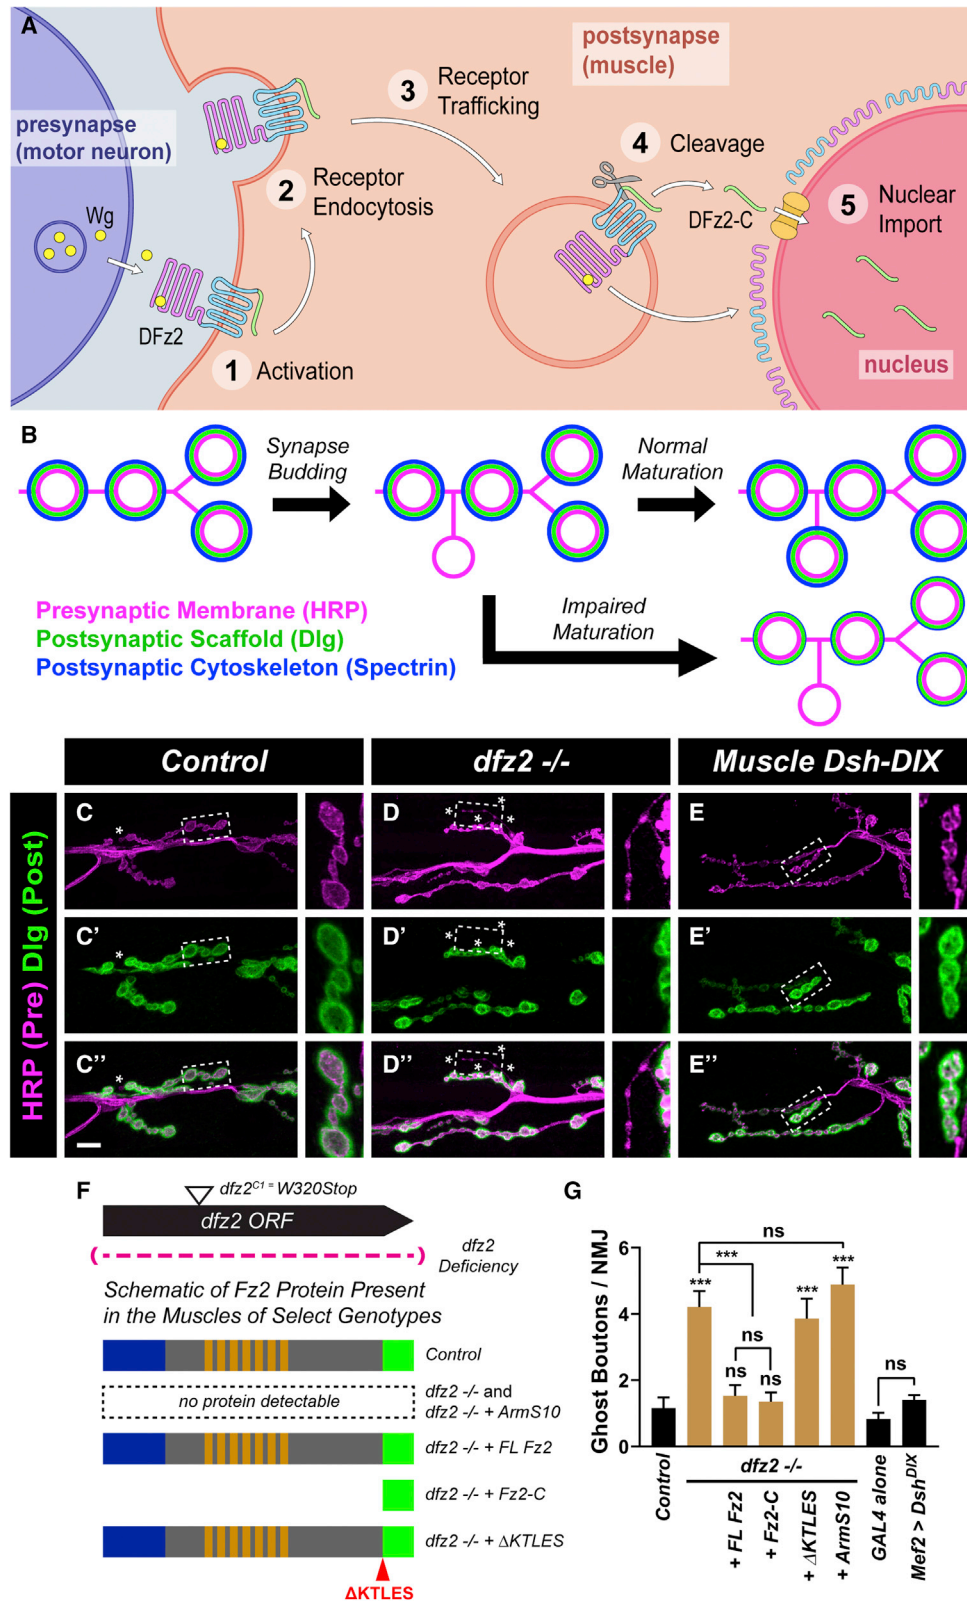 A
presynapse
(motor neuron)
Wg
DFz2
1 Activation
2 Receptor
Endocytosis
3 Receptor
Trafficking
postsynapse
(muscle)
4 Cleavage
DFz2-C
5 Nuclear
Import
nucleus
B
Synapse
Budding
Normal
Maturation
Impaired
Maturation
Presynaptic Membrane (HRP)
Postsynaptic Scaffold (Dlg)
Postsynaptic Cytoskeleton (Spectrin)
Control
dfz2 -/-
Muscle Dsh-DIX
HRP (Pre) Dlg (Post)
C
*
D
* * * *
E
C'
*
D'
* * * *
E'
C''
*
D''
* * * *
E''
F
dfz2C1 = W320Stop
dfz2 ORF
( )
dfz2
Deficiency
Schematic of Fz2 Protein Present
in the Muscles of Select Genotypes
Control
no protein detectable
dfz2 -/- and
dfz2 -/- + ArmS10
dfz2 -/- + FL Fz2
dfz2 -/- + Fz2-C
dfz2 -/- + ΔKTLES
ΔKTLES
G
Ghost Boutons / NMJ
6
4
2
0
ns
***
***
ns
ns
ns
***
***
ns
Control
dfz2 -/-
+ FL Fz2
+ Fz2-C
+ ΔKTLES
+ ArmS10
GAL4 alone
Mef2 > DshDIX